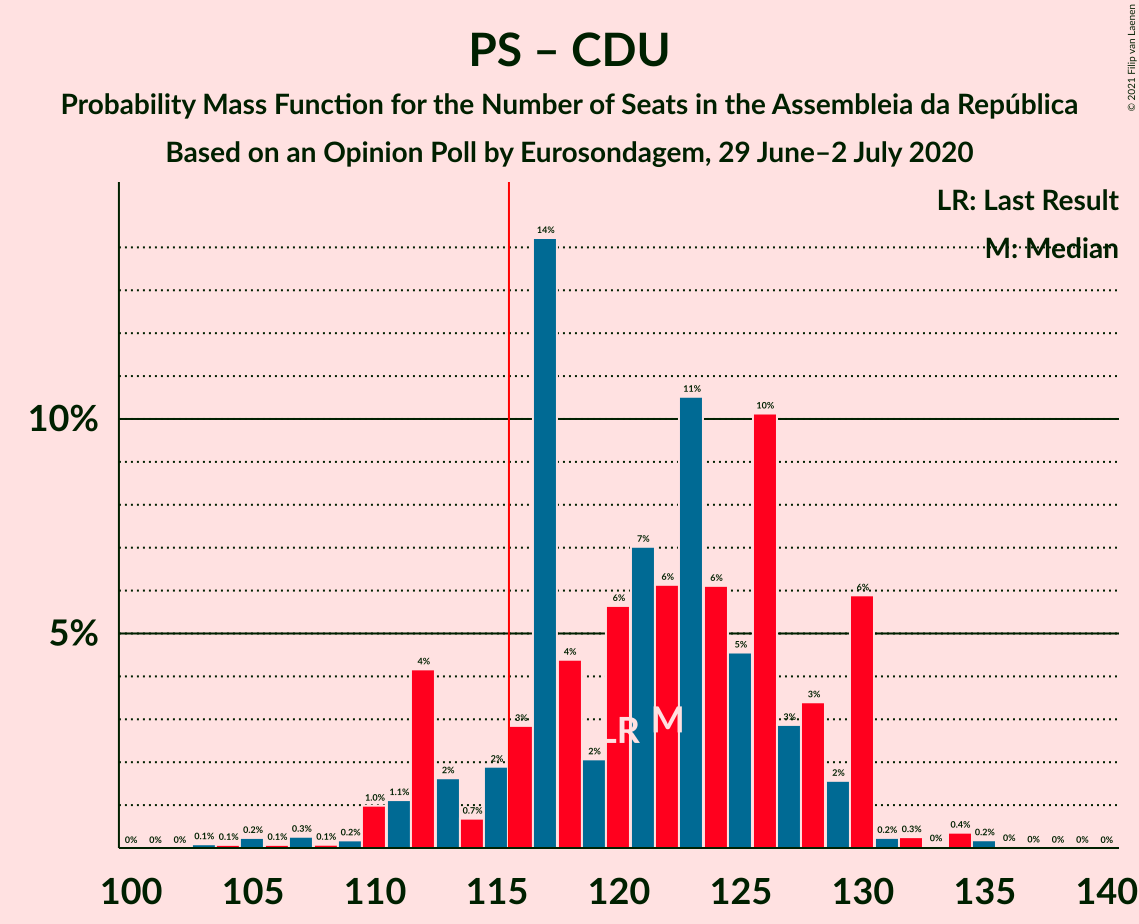 PS – CDU
Probability Mass Function for the Number of Seats in the Assembleia da República
Based on an Opinion Poll by Eurosondagem, 29 June–2 July 2020
© 2021 Filip van Laenen
LR: Last Result
M: Median
10%
5%
0% 0% 0% 0.1% 0.1% 0.2% 0.1% 0.3% 0.1% 0.2% 1.0% 1.1% 4% 2% 0.7% 2% 3% 14% 4% 2% 6% 7% 6% 11% 6% 5% 10% 3% 3% 2% 6% 0.2% 0.3% 0% 0.4% 0.2% 0% 0% 0% 0% 0%
LR M
100 105 110 115 120 125 130 135 140